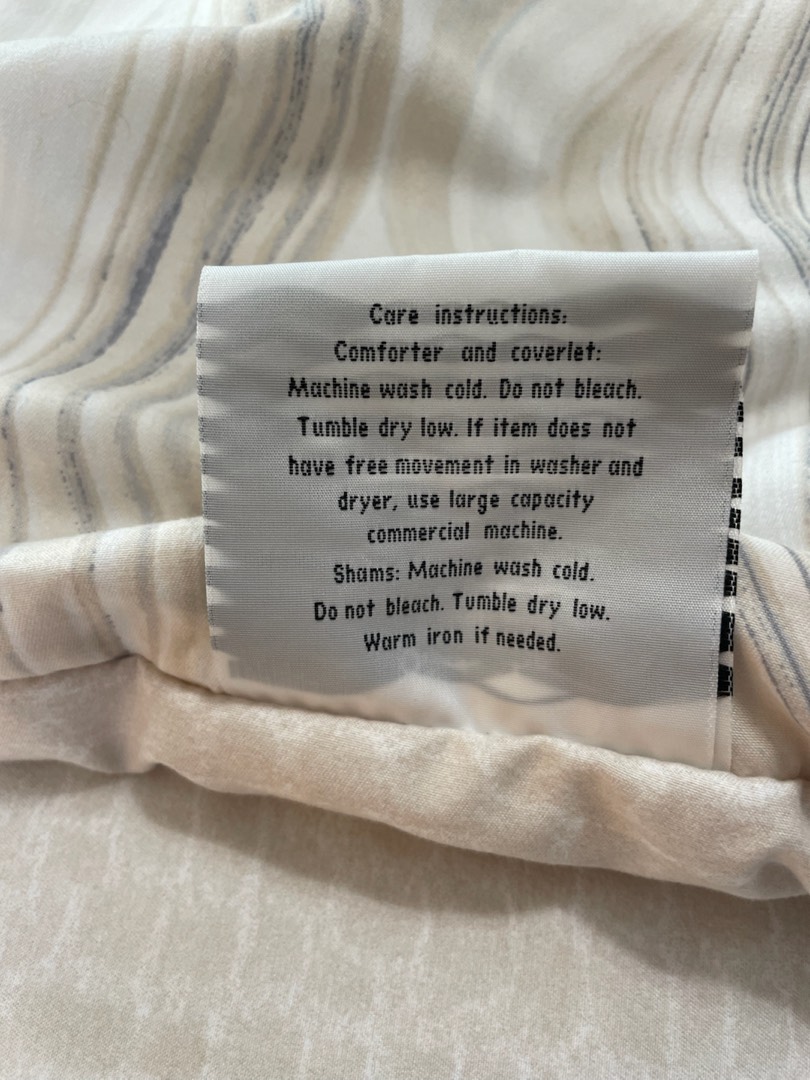 Care instructions:
Comforter and coverlet:
Machine wash cold. Do not bleach.
Tumble dry low. If item does not
have free movement in washer and
dryer, use large capacity
commercial machine.
Shams: Machine wash cold.
Do not bleach. Tumble dry low.
Warm iron if needed.